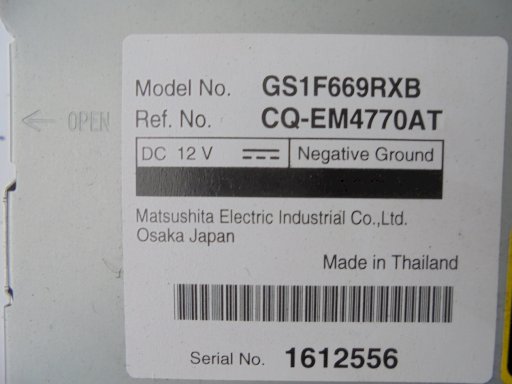 Model No. GS1F669RXB
← OPEN
Ref. No. CQ-EM4770AT
DC 12 V Negative Ground
Matsushita Electric Industrial Co.,Ltd.
Osaka Japan
Made in Thailand
Serial No. 1612556